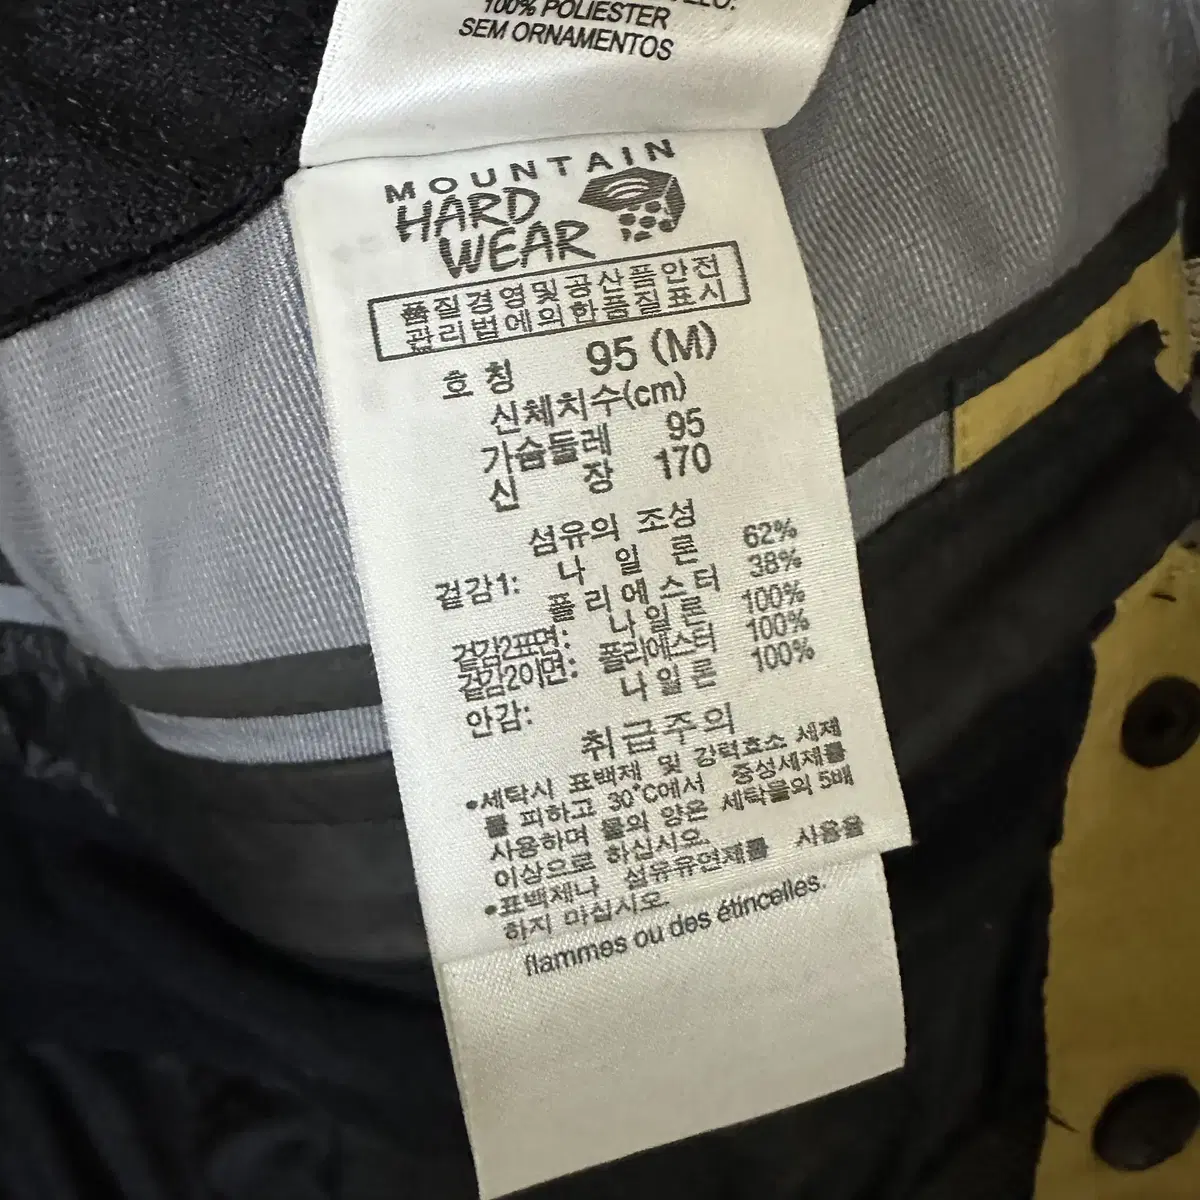 100% POLIESTER
SEM ORNAMENTOS
MOUNTAIN
HARD
WEAR
품질경영및공산품안전
관리법에의한품질표시
호칭 95 (M)
신체치수(cm)
가슴둘레 95
신장 170
섬유의 조성
겉감1: 나일론 62%
폴리에스터 38%
겉감2표면: 나일론 100%
겉감2이면: 폴리에스터 100%
안감: 나일론 100%
취급주의
•세탁시 표백제 및 강력효소 세제
를 피하고 30°C에서 중성세제를
사용하며 물의 양은 세탁물의 5배
이상으로 하십시오.
•표백제나 섬유유연제를 사용을
하지 마십시오.
flammes ou des étincelles.